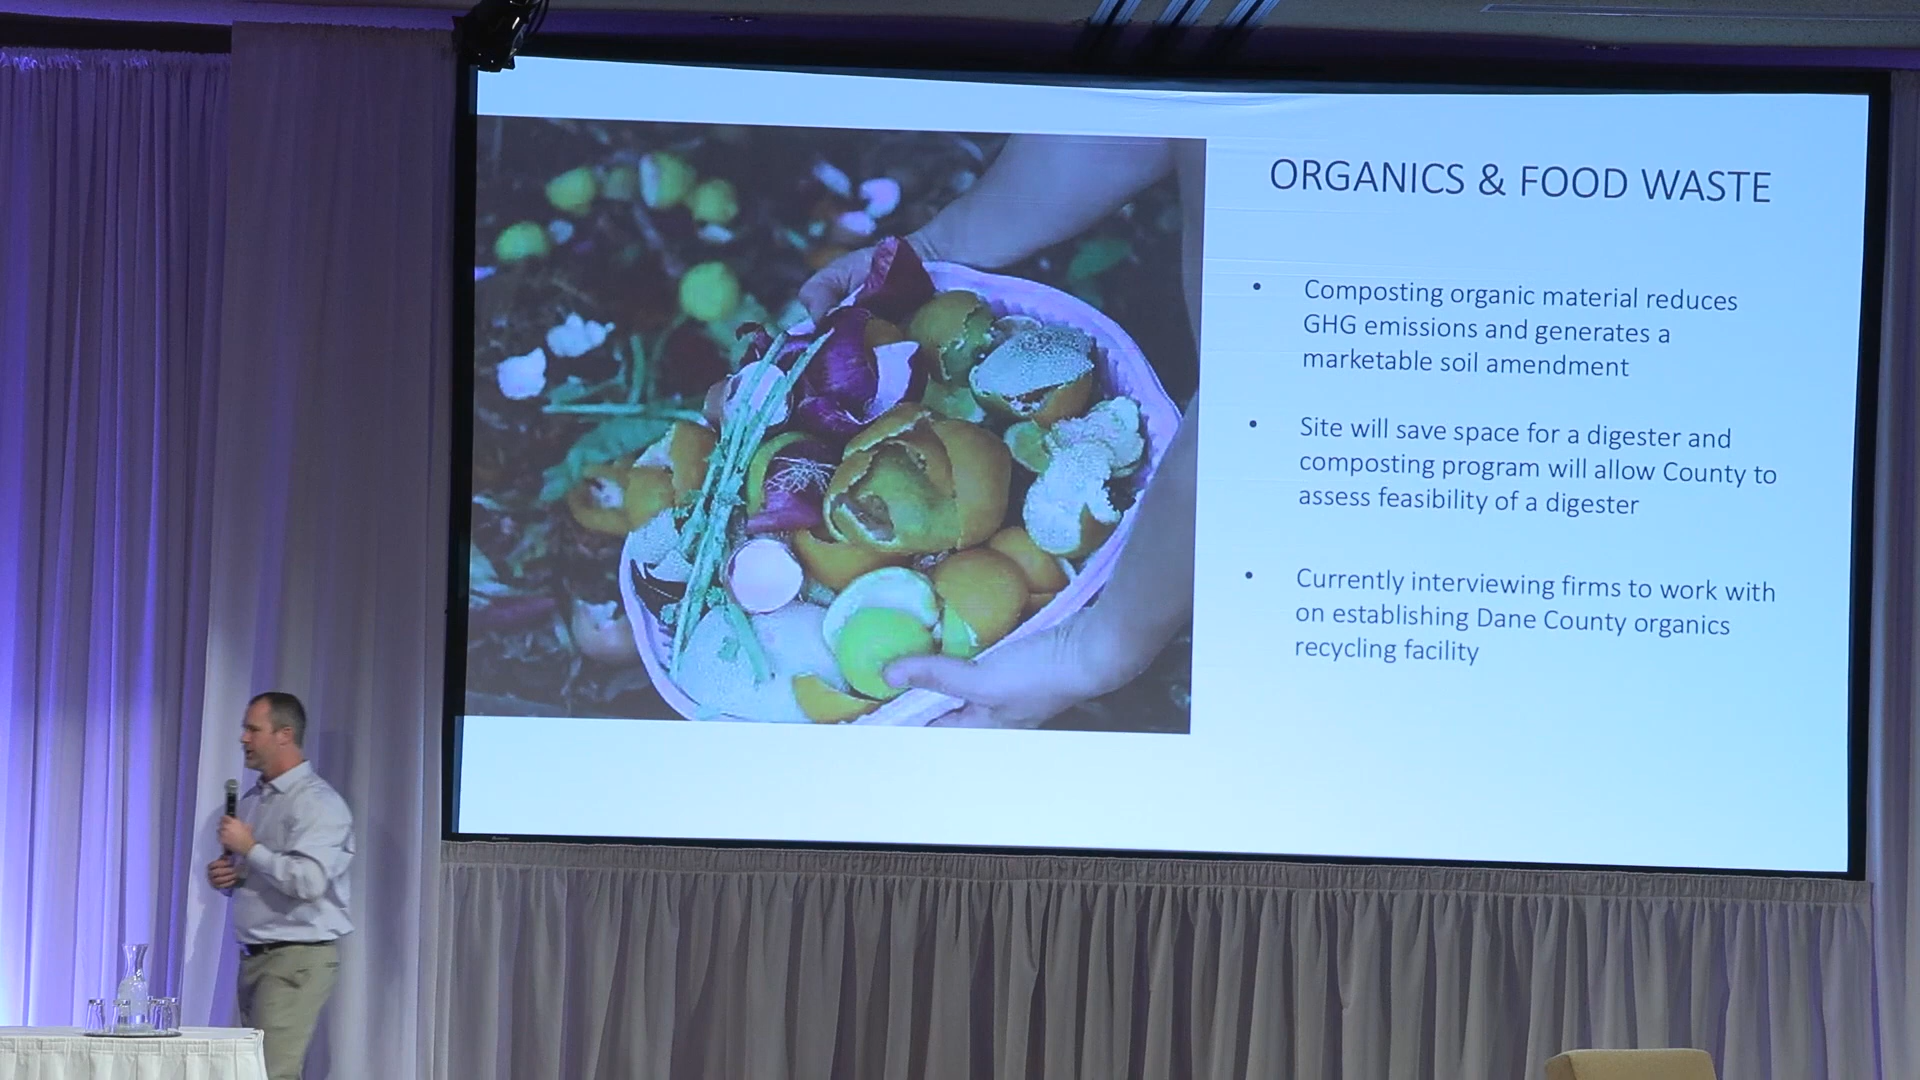 ORGANICS & FOOD WASTE
• Composting organic material reduces
GHG emissions and generates a
marketable soil amendment
• Site will save space for a digester and
composting program will allow County to
assess feasibility of a digester
• Currently interviewing firms to work with
on establishing Dane County organics
recycling facility